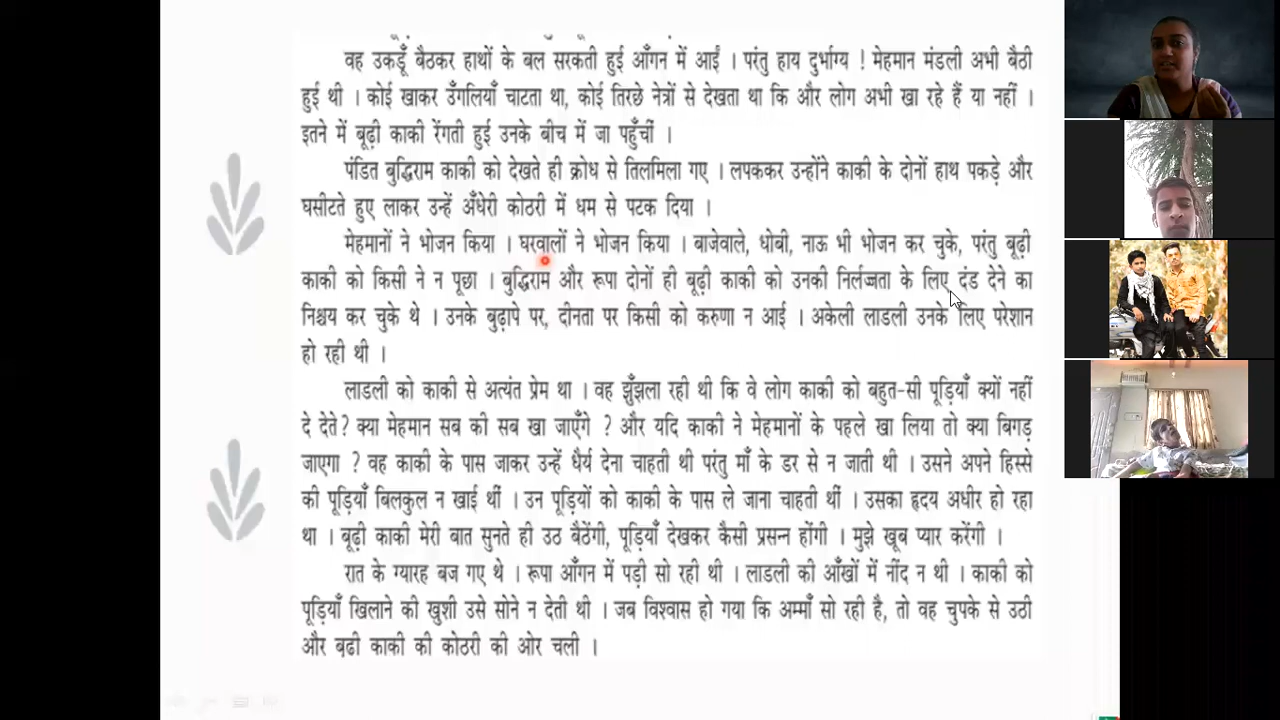 वह उकड़ूँ बैठकर हाथों के बल सरकती हुई आँगन में आईं । परंतु हाय दुर्भाग्य ! मेहमान मंडली अभी बैठी
हुई थी । कोई खाकर उँगलियाँ चाटता था, कोई तिरछे नेत्रों से देखता था कि और लोग अभी खा रहे हैं या नहीं ।
इतने में बूढ़ी काकी रेंगती हुई उनके बीच में जा पहुँचीं ।
पंडित बुद्धिराम काकी को देखते ही क्रोध से तिलमिला गए । लपककर उन्होंने काकी के दोनों हाथ पकड़े और
घसीटते हुए लाकर उन्हें अँधेरी कोठरी में धम से पटक दिया ।
मेहमानों ने भोजन किया । घरवालों ने भोजन किया । बाजेवाले, धोबी, नाऊ भी भोजन कर चुके, परंतु बूढ़ी
काकी को किसी ने न पूछा । बुद्धिराम और रूपा दोनों ही बूढ़ी काकी को उनकी निर्लज्जता के लिए दंड देने का
निश्चय कर चुके थे । उनके बुढ़ापे पर, दीनता पर किसी को करुणा न आई । अकेली लाडली उनके लिए परेशान
हो रही थी ।
लाडली को काकी से अत्यंत प्रेम था । वह झुँझला रही थी कि वे लोग काकी को बहुत-सी पूड़ियाँ क्यों नहीं
दे देते ? क्या मेहमान सब की सब खा जाएँगे ? और यदि काकी ने मेहमानों के पहले खा लिया तो क्या बिगड़
जाएगा ? वह काकी के पास जाकर उन्हें धैर्य देना चाहती थी परंतु माँ के डर से न जाती थी । उसने अपने हिस्से
की पूड़ियाँ बिलकुल न खाई थीं । उन पूड़ियों को काकी के पास ले जाना चाहती थीं । उसका हृदय अधीर हो रहा
था । बूढ़ी काकी मेरी बात सुनते ही उठ बैठेंगी, पूड़ियाँ देखकर कैसी प्रसन्न होंगी । मुझे खूब प्यार करेंगी ।
रात के ग्यारह बज गए थे । रूपा आँगन में पड़ी सो रही थी । लाडली की आँखों में नींद न थी । काकी को
पूड़ियाँ खिलाने की खुशी उसे सोने न देती थी । जब विश्वास हो गया कि अम्माँ सो रही है, तो वह चुपके से उठी
और बूढ़ी काकी की कोठरी की ओर चली ।